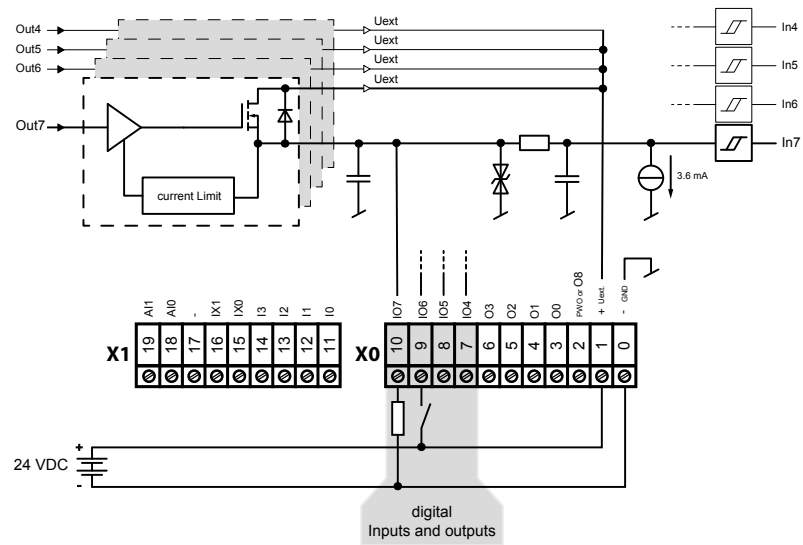 Out4
Out5
Out6
Out7
Uext
Uext
Uext
Uext
In4
In5
In6
In7
current Limit
3.6 mA
AI1
AI0
-
IX1
IX0
I3
I2
I1
I0
X1
19
18
17
16
15
14
13
12
11
IO7
IO6
IO5
IO4
O3
O2
O1
O0
PWO or O8
+ Uext.
- GND
X0
10
9
8
7
6
5
4
3
2
1
0
24 VDC
+
-
digital
Inputs and outputs